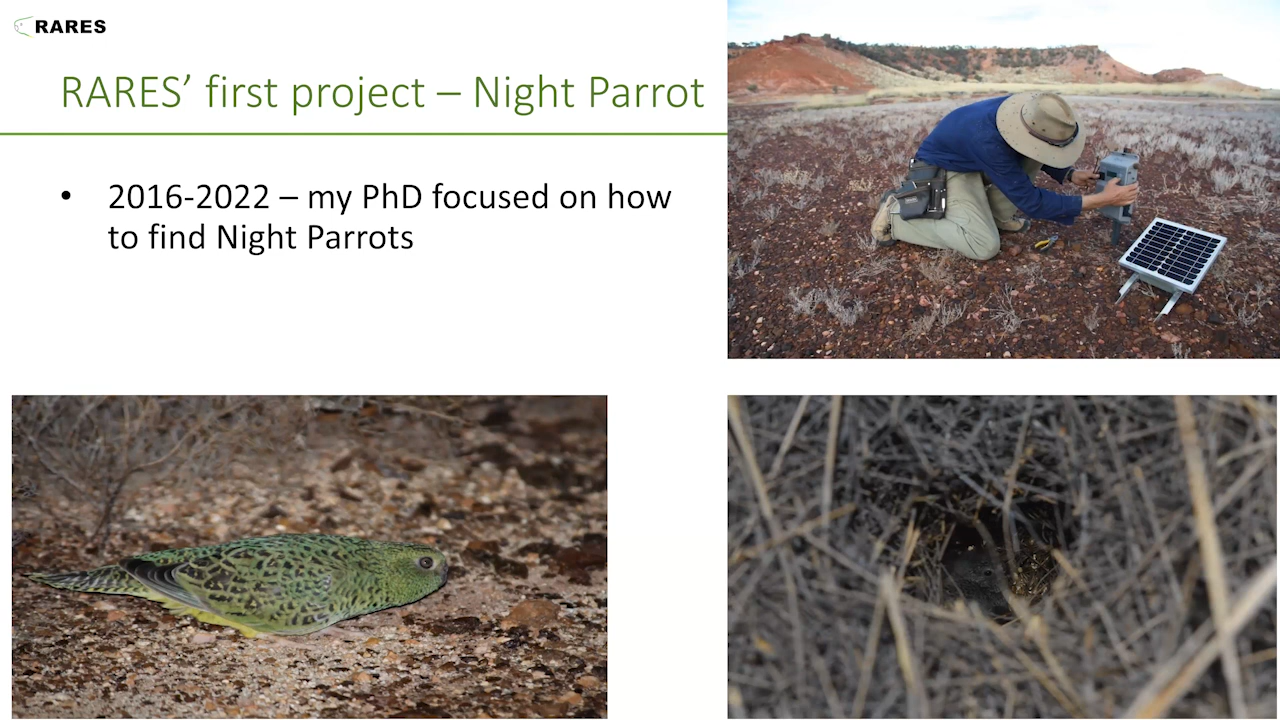 RARES
RARES’ first project – Night Parrot
• 2016-2022 – my PhD focused on how
to find Night Parrots